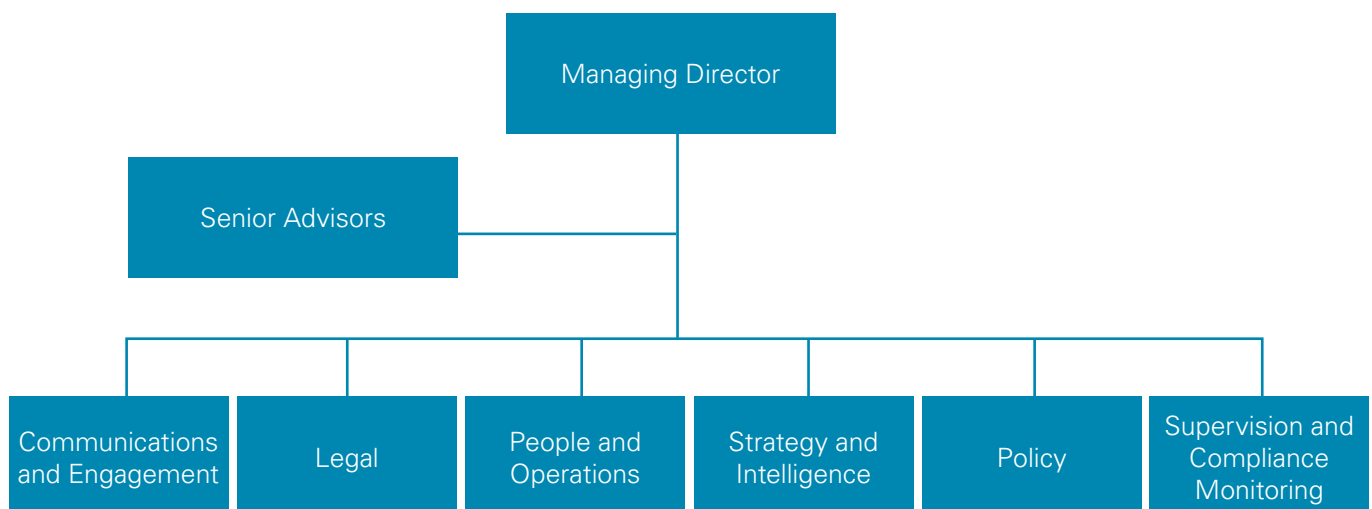 Managing Director
Senior Advisors
Communications
and Engagement
Legal
People and
Operations
Strategy and
Intelligence
Policy
Supervision and
Compliance
Monitoring